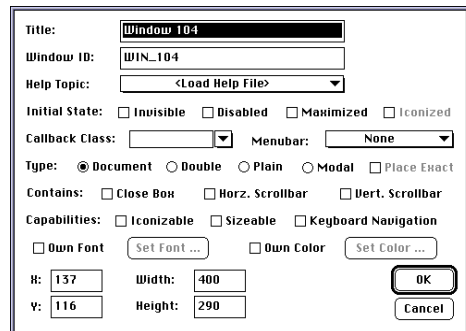 Title: Window 104
Window ID: WIN_104
Help Topic: <Load Help File>
Initial State: Invisible Disabled Maximized Iconized
Callback Class: Menubar: None
Type: Document Double Plain Modal Place Exact
Contains: Close Box Horz. Scrollbar Vert. Scrollbar
Capabilities: Iconizable Sizeable Keyboard Navigation
Own Font Set Font ... Own Color Set Color ...
X: 137 Width: 400 OK
Y: 116 Height: 290 Cancel